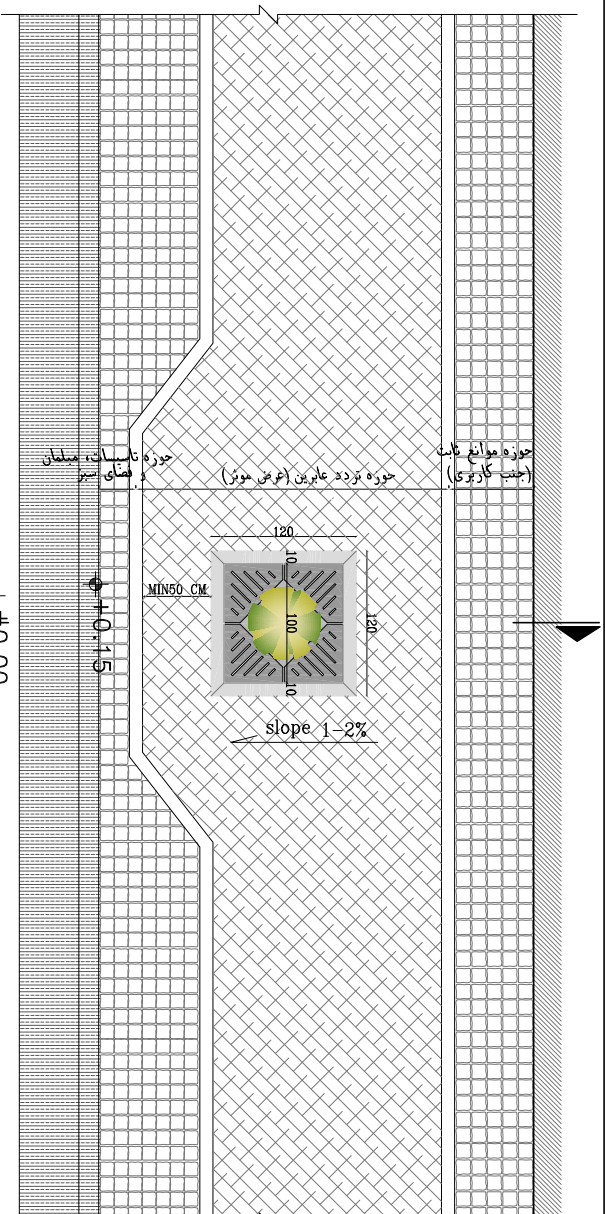 حوزه موانع ثابت
(جنب کاربری)
حوزه تردد عابرین (عرض موثر)
حوزه تاسیسات، مبلمان
و فضای سبز
120
10
100
10
120
MIN50 CM
+0.15
slope 1-2%